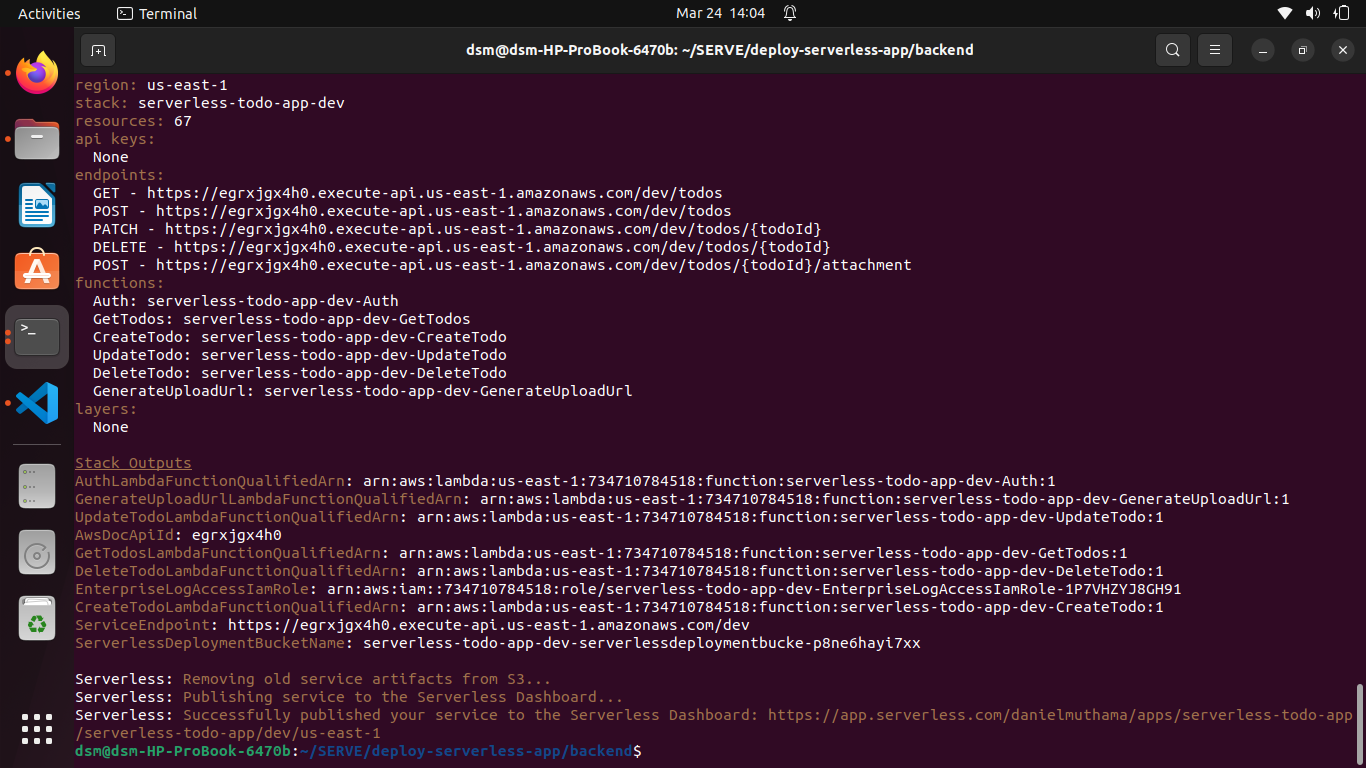 Activities
Terminal
Mar 24 14:04
dsm@dsm-HP-ProBook-6470b: ~/SERVE/deploy-serverless-app/backend
region: us-east-1
stack: serverless-todo-app-dev
resources: 67
api keys:
  None
endpoints:
  GET - https://egrxjgx4h0.execute-api.us-east-1.amazonaws.com/dev/todos
  POST - https://egrxjgx4h0.execute-api.us-east-1.amazonaws.com/dev/todos
  PATCH - https://egrxjgx4h0.execute-api.us-east-1.amazonaws.com/dev/todos/{todoId}
  DELETE - https://egrxjgx4h0.execute-api.us-east-1.amazonaws.com/dev/todos/{todoId}
  POST - https://egrxjgx4h0.execute-api.us-east-1.amazonaws.com/dev/todos/{todoId}/attachment
functions:
  Auth: serverless-todo-app-dev-Auth
  GetTodos: serverless-todo-app-dev-GetTodos
  CreateTodo: serverless-todo-app-dev-CreateTodo
  UpdateTodo: serverless-todo-app-dev-UpdateTodo
  DeleteTodo: serverless-todo-app-dev-DeleteTodo
  GenerateUploadUrl: serverless-todo-app-dev-GenerateUploadUrl
layers:
  None
Stack Outputs
AuthLambdaFunctionQualifiedArn: arn:aws:lambda:us-east-1:734710784518:function:serverless-todo-app-dev-Auth:1
GenerateUploadUrlLambdaFunctionQualifiedArn: arn:aws:lambda:us-east-1:734710784518:function:serverless-todo-app-dev-GenerateUploadUrl:1
UpdateTodoLambdaFunctionQualifiedArn: arn:aws:lambda:us-east-1:734710784518:function:serverless-todo-app-dev-UpdateTodo:1
AwsDocApiId: egrxjgx4h0
GetTodosLambdaFunctionQualifiedArn: arn:aws:lambda:us-east-1:734710784518:function:serverless-todo-app-dev-GetTodos:1
DeleteTodoLambdaFunctionQualifiedArn: arn:aws:lambda:us-east-1:734710784518:function:serverless-todo-app-dev-DeleteTodo:1
EnterpriseLogAccessIamRole: arn:aws:iam::734710784518:role/serverless-todo-app-dev-EnterpriseLogAccessIamRole-1P7VHZYJ8GH91
CreateTodoLambdaFunctionQualifiedArn: arn:aws:lambda:us-east-1:734710784518:function:serverless-todo-app-dev-CreateTodo:1
ServiceEndpoint: https://egrxjgx4h0.execute-api.us-east-1.amazonaws.com/dev
ServerlessDeploymentBucketName: serverless-todo-app-dev-serverlessdeploymentbucke-p8ne6hayi7xx
Serverless: Removing old service artifacts from S3...
Serverless: Publishing service to the Serverless Dashboard...
Serverless: Successfully published your service to the Serverless Dashboard: https://app.serverless.com/danielmuthama/apps/serverless-todo-app
/serverless-todo-app/dev/us-east-1
dsm@dsm-HP-ProBook-6470b:~/SERVE/deploy-serverless-app/backend$